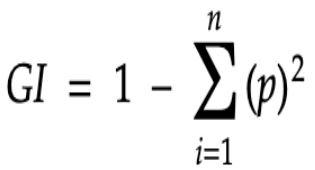 GI = 1 − ∑_{i=1}^{n} (p)²